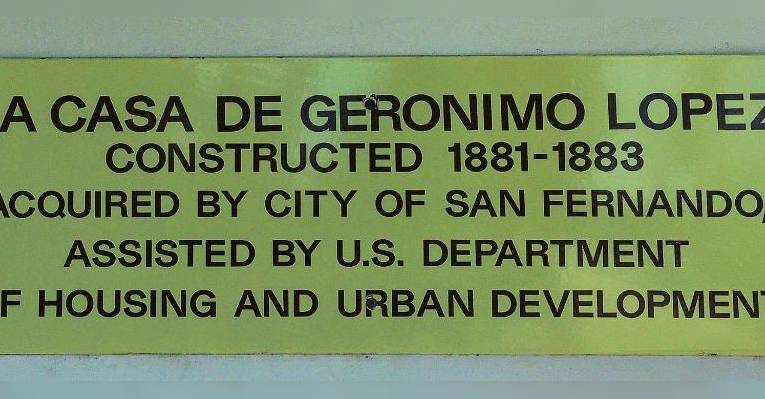 A CASA DE GERONIMO LOPEZ
CONSTRUCTED 1881-1883
ACQUIRED BY CITY OF SAN FERNANDO,
ASSISTED BY U.S. DEPARTMENT
F HOUSING AND URBAN DEVELOPMENT